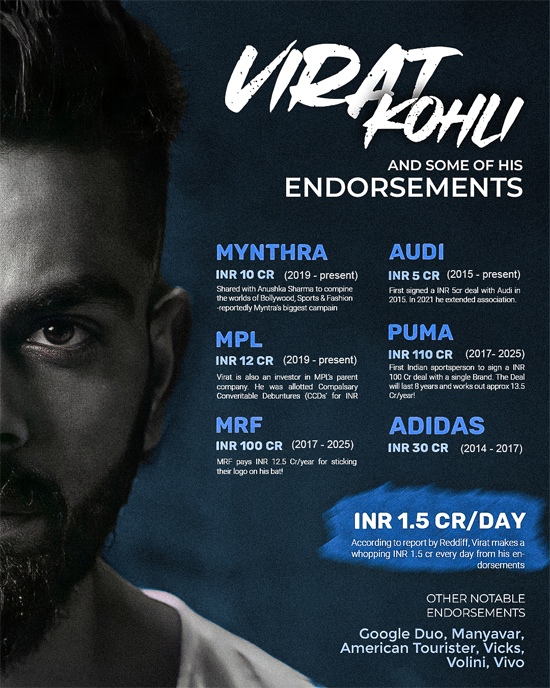 VIRAT
KOHLI
AND SOME OF HIS
ENDORSEMENTS
MYNTHRA
INR 10 CR (2019 - present)
Shared with Anushka Sharma to compine
the worlds of Bollywood, Sports & Fashion
-reportedly Myntra's biggest campain
AUDI
INR 5 CR (2015 - present)
First signed a INR 5cr deal with Audi in
2015. In 2021 he extended association.
MPL
INR 12 CR (2019 - present)
Virat is also an investor in MPL's parent
company. He was allotted Compalsary
Converitable Debuntures (CCDs' for INR
PUMA
INR 110 CR (2017- 2025)
First Indian sportsperson to sign a INR
100 Cr deal with a single Brand. The Deal
will last 8 years and works out approx 13.5
Cr/year!
MRF
INR 100 CR (2017 - 2025)
MRF pays INR 12.5 Cr/year for sticking
their logo on his bat!
ADIDAS
INR 30 CR (2014 - 2017)
INR 1.5 CR/DAY
According to report by Reddiff, Virat makes a
whopping INR 1.5 cr every day from his en-
dorsements
OTHER NOTABLE
ENDORSEMENTS
Google Duo, Manyavar,
American Tourister, Vicks,
Volini, Vivo